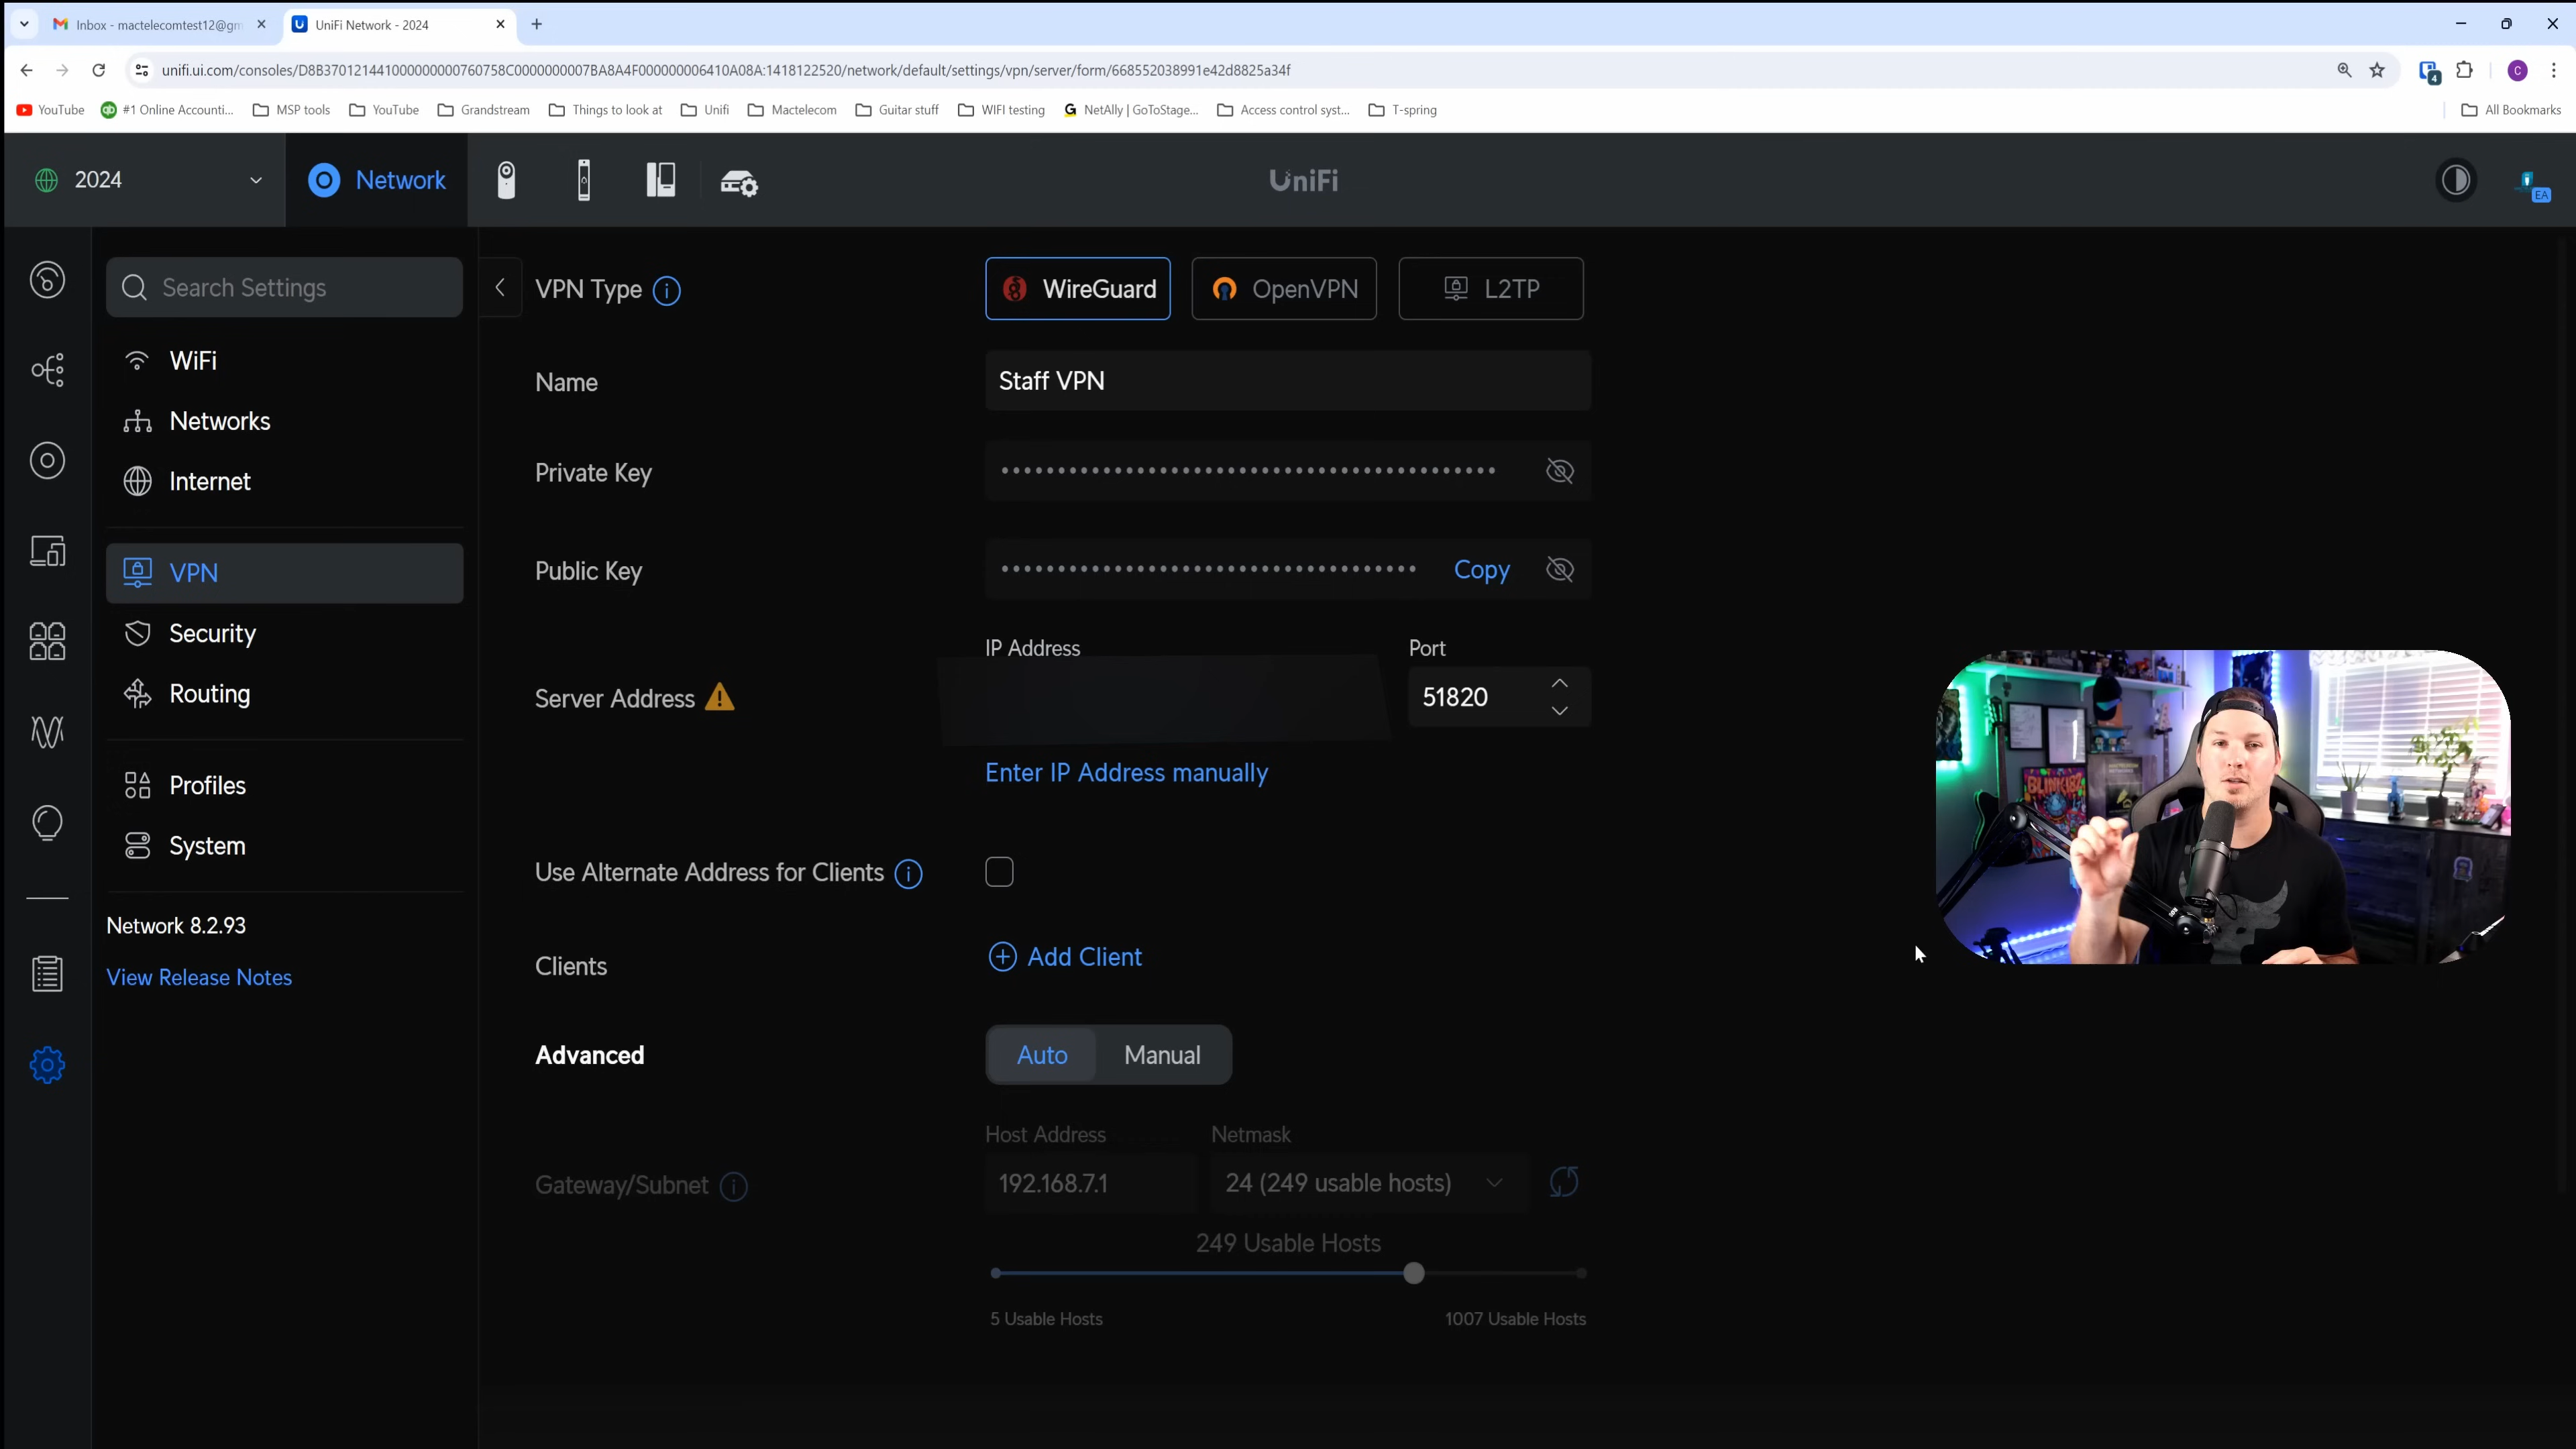 Inbox - mactelecomtest12@gm
UniFi Network - 2024
unifi.ui.com/consoles/D8B370121441000000000760758C0000000007BA8A4F000000006410A08A:1418122520/network/default/settings/vpn/server/form/668552038991e42d8825a34f
4
C
YouTube
#1 Online Accounti...
MSP tools
YouTube
Grandstream
Things to look at
Unifi
Mactelecom
Guitar stuff
WIFI testing
NetAlly | GoToStage...
Access control syst...
T-spring
All Bookmarks
2024
Network
UniFi
EA
Search Settings
WiFi
Networks
Internet
VPN
Security
Routing
Profiles
System
Network 8.2.93
View Release Notes
VPN Type
WireGuard
OpenVPN
L2TP
Name
Staff VPN
Private Key
Public Key
Copy
IP Address
Port
Server Address
51820
Enter IP Address manually
Use Alternate Address for Clients
Clients
Add Client
Advanced
Auto
Manual
Host Address
Netmask
Gateway/Subnet
192.168.7.1
24 (249 usable hosts)
249 Usable Hosts
5 Usable Hosts
1007 Usable Hosts